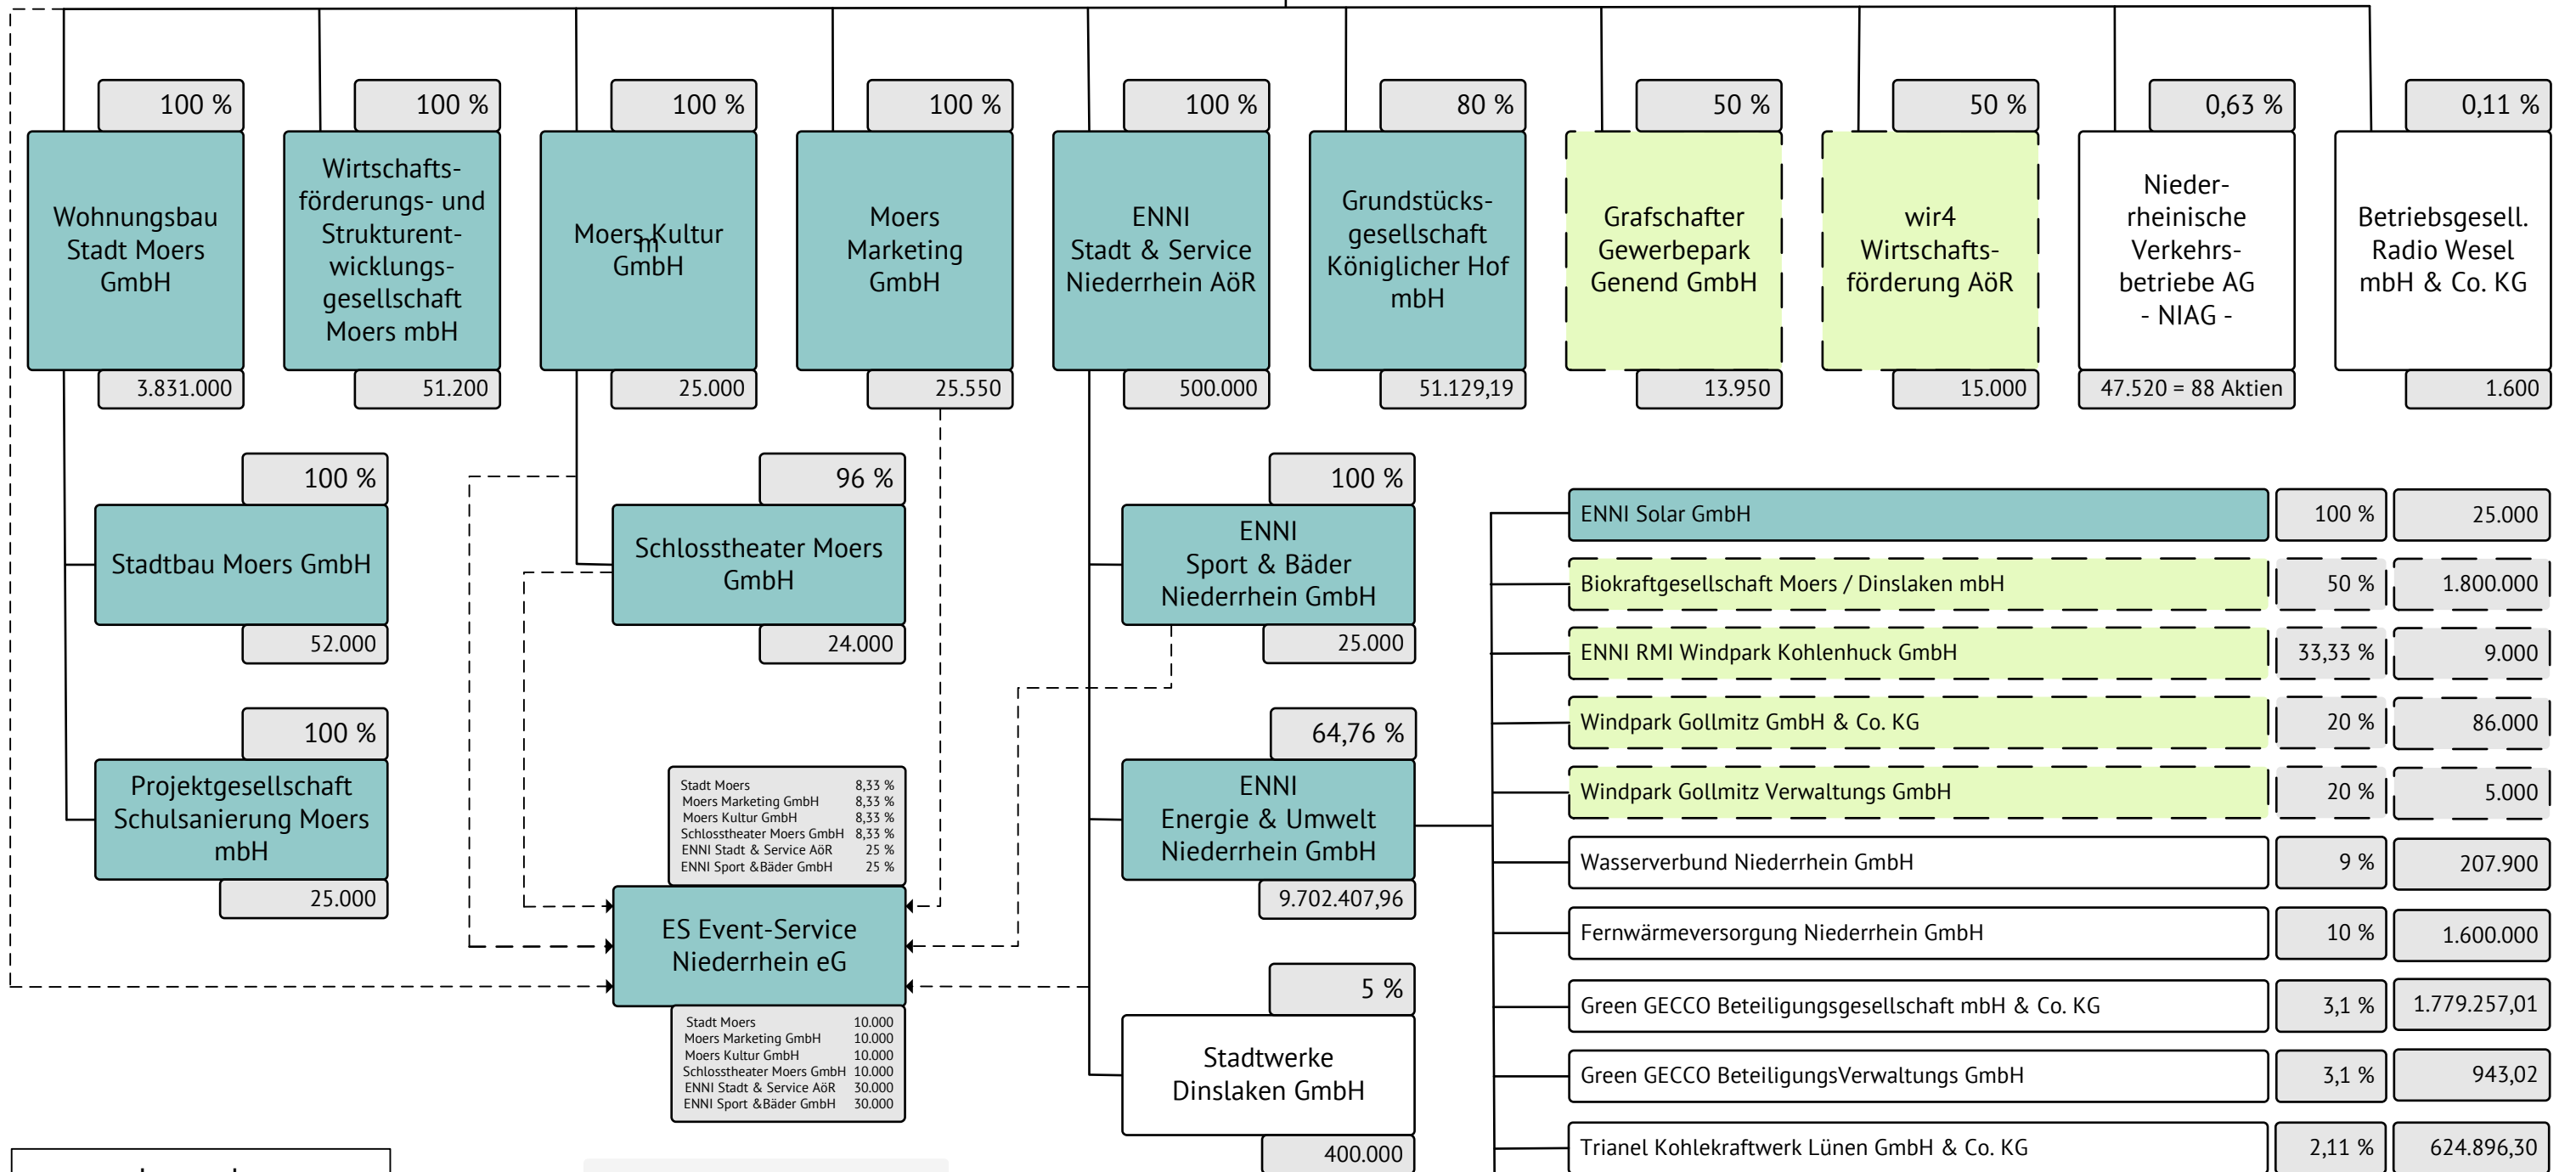 100 %
Wohnungsbau
Stadt Moers
GmbH
3.831.000
100 %
Wirtschafts-
förderungs- und
Strukturent-
wicklungs-
gesellschaft
Moers mbH
51.200
100 %
Moers Kultur
m
GmbH
25.000
100 %
Moers
Marketing
GmbH
25.550
100 %
ENNI
Stadt & Service
Niederrhein AöR
500.000
80 %
Grundstücks-
gesellschaft
Königlicher Hof
mbH
51.129,19
50 %
Grafschafter
Gewerbepark
Genend GmbH
13.950
50 %
wir4
Wirtschafts-
förderung AöR
15.000
0,63 %
Nieder-
rheinische
Verkehrs-
betriebe AG
- NIAG -
47.520 = 88 Aktien
0,11 %
Betriebsgesell.
Radio Wesel
mbH & Co. KG
1.600
100 %
Stadtbau Moers GmbH
52.000
100 %
Projektgesellschaft
Schulsanierung Moers
mbH
25.000
96 %
Schlosstheater Moers
GmbH
24.000
Stadt Moers 8,33 %
Moers Marketing GmbH 8,33 %
Moers Kultur GmbH 8,33 %
Schlosstheater Moers GmbH 8,33 %
ENNI Stadt & Service AöR 25 %
ENNI Sport &Bäder GmbH 25 %
ES Event-Service
Niederrhein eG
Stadt Moers 10.000
Moers Marketing GmbH 10.000
Moers Kultur GmbH 10.000
Schlosstheater Moers GmbH 10.000
ENNI Stadt & Service AöR 30.000
ENNI Sport &Bäder GmbH 30.000
100 %
ENNI
Sport & Bäder
Niederrhein GmbH
25.000
64,76 %
ENNI
Energie & Umwelt
Niederrhein GmbH
9.702.407,96
5 %
Stadtwerke
Dinslaken GmbH
400.000
ENNI Solar GmbH 100 % 25.000
Biokraftgesellschaft Moers / Dinslaken mbH 50 % 1.800.000
ENNI RMI Windpark Kohlenhuck GmbH 33,33 % 9.000
Windpark Gollmitz GmbH & Co. KG 20 % 86.000
Windpark Gollmitz Verwaltungs GmbH 20 % 5.000
Wasserverbund Niederrhein GmbH 9 % 207.900
Fernwärmeversorgung Niederrhein GmbH 10 % 1.600.000
Green GECCO Beteiligungsgesellschaft mbH & Co. KG 3,1 % 1.779.257,01
Green GECCO BeteiligungsVerwaltungs GmbH 3,1 % 943,02
Trianel Kohlekraftwerk Lünen GmbH & Co. KG 2,11 % 624.896,30